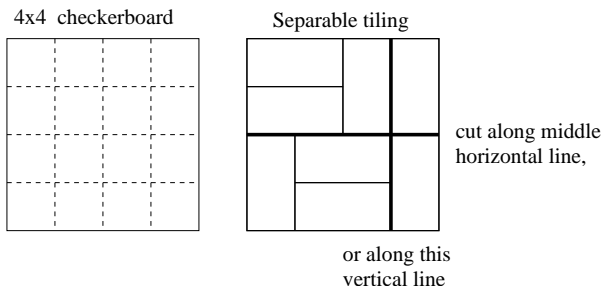 4x4 checkerboard
Separable tiling
cut along middle
horizontal line,
or along this
vertical line